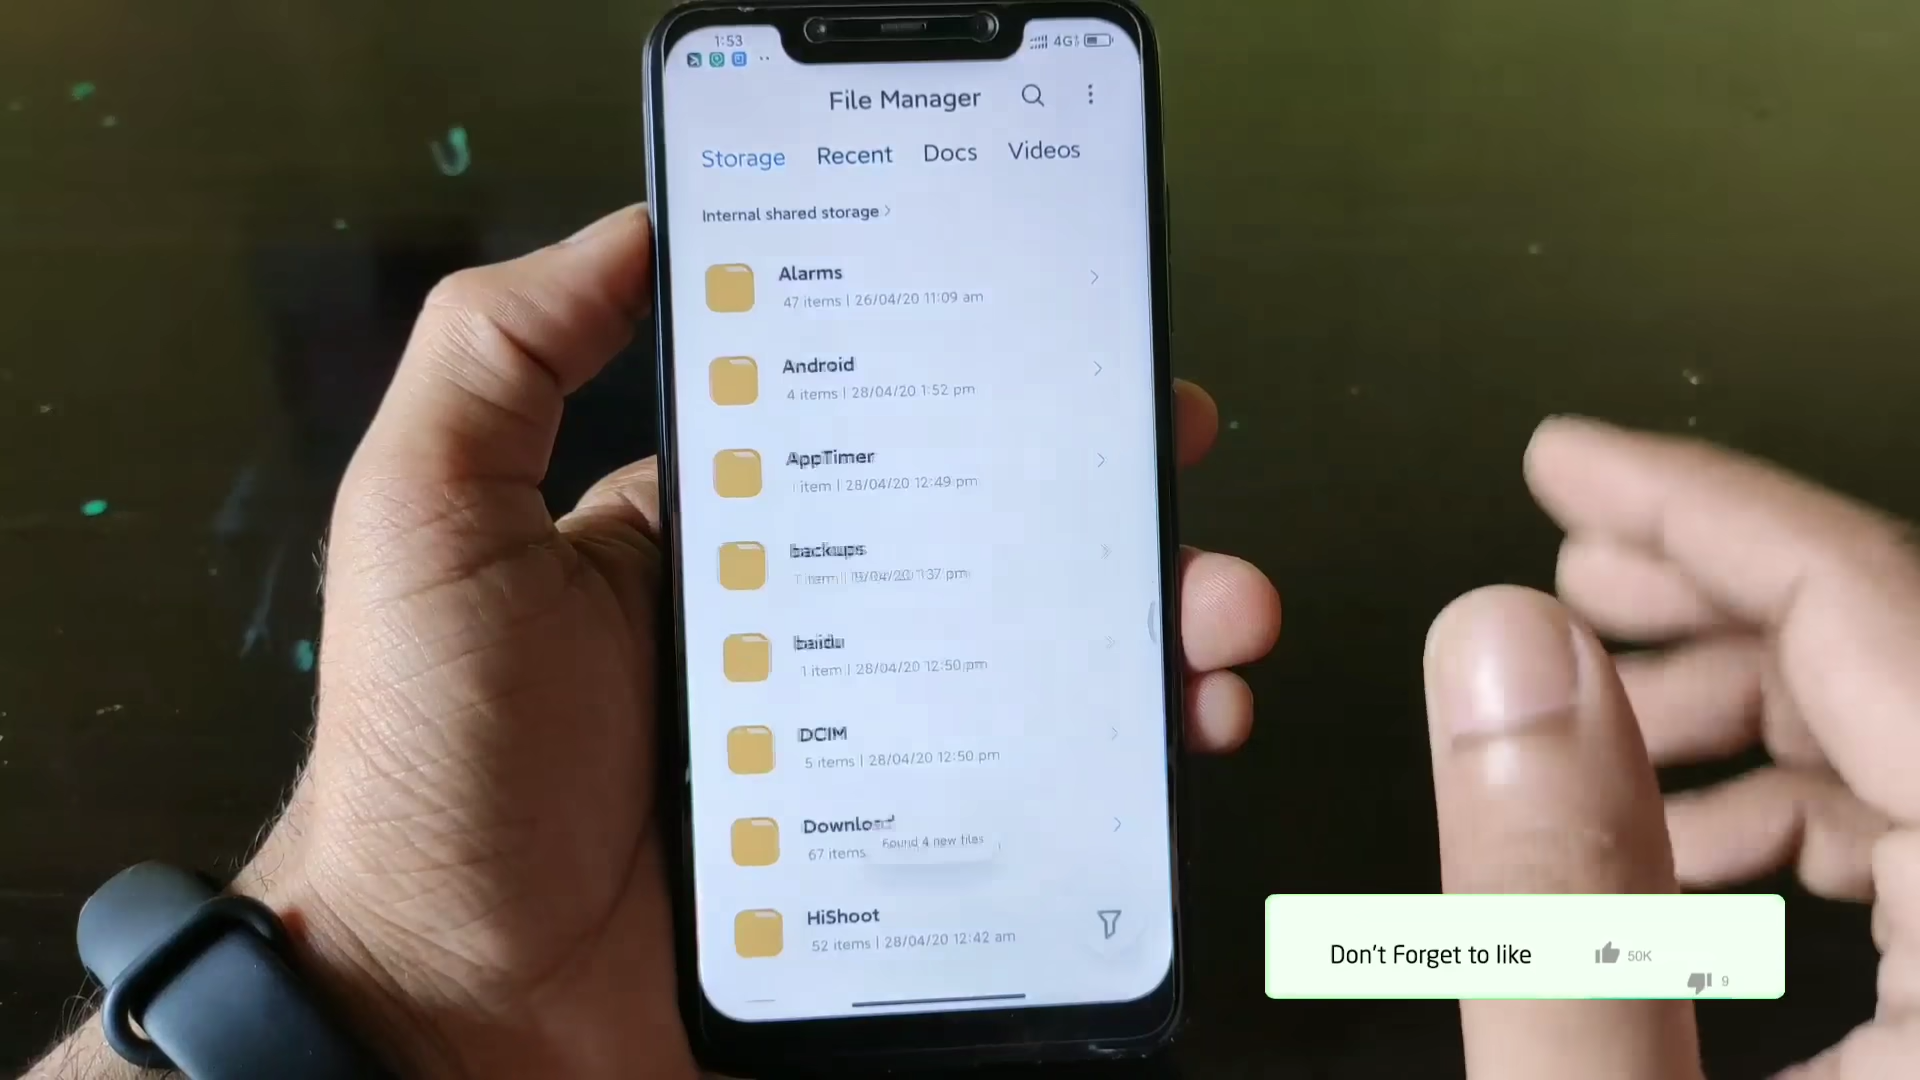 1:53
4G
File Manager
Storage Recent Docs Videos
Internal shared storage >
Alarms
47 items | 26/04/20 11:09 am
Android
4 items | 28/04/20 1:52 pm
AppTimer
1 item | 28/04/20 12:49 pm
backups
baidu
1 item | 28/04/20 12:50 pm
DCIM
5 items | 28/04/20 12:50 pm
Download
67 items
Found 4 new files
HiShoot
52 items | 28/04/20 12:42 am
Don't Forget to like
50K
9